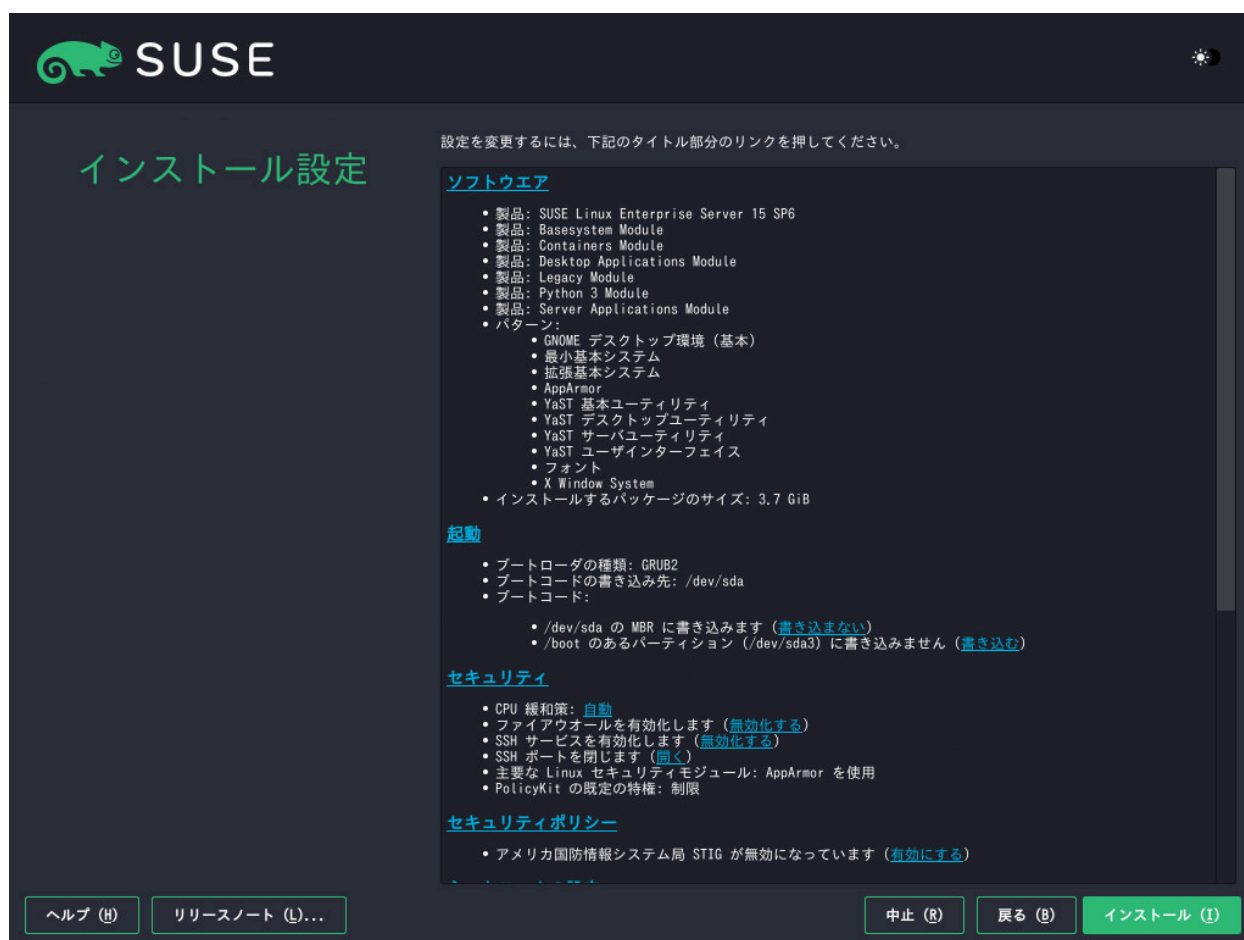 SUSE
インストール設定
設定を変更するには、下記のタイトル部分のリンクを押してください。
ソフトウエア
• 製品: SUSE Linux Enterprise Server 15 SP6
• 製品: Basesystem Module
• 製品: Containers Module
• 製品: Desktop Applications Module
• 製品: Legacy Module
• 製品: Python 3 Module
• 製品: Server Applications Module
• パターン:
• GNOME デスクトップ環境 (基本)
• 最小基本システム
• 拡張基本システム
• AppArmor
• YaST 基本ユーティリティ
• YaST デスクトップユーティリティ
• YaST サーバユーティリティ
• YaST ユーザインターフェイス
• フォント
• X Window System
• インストールするパッケージのサイズ: 3.7 GiB
起動
• ブートローダの種類: GRUB2
• ブートコードの書き込み先: /dev/sda
• ブートコード:
• /dev/sda の MBR に書き込みます (書き込まない)
• /boot のあるパーティション (/dev/sda3) に書き込みません (書き込む)
セキュリティ
• CPU 緩和策: 自動
• ファイアウオールを有効化します (無効化する)
• SSH サービスを有効化します (無効化する)
• SSH ポートを閉じます (開く)
• 主要な Linux セキュリティモジュール: AppArmor を使用
• PolicyKit の既定の特権: 制限
セキュリティポリシー
• アメリカ国防情報システム局 STIG が無効になっています (有効にする)
ヘルプ (H)
リリースノート (L)...
中止 (R)
戻る (B)
インストール (I)